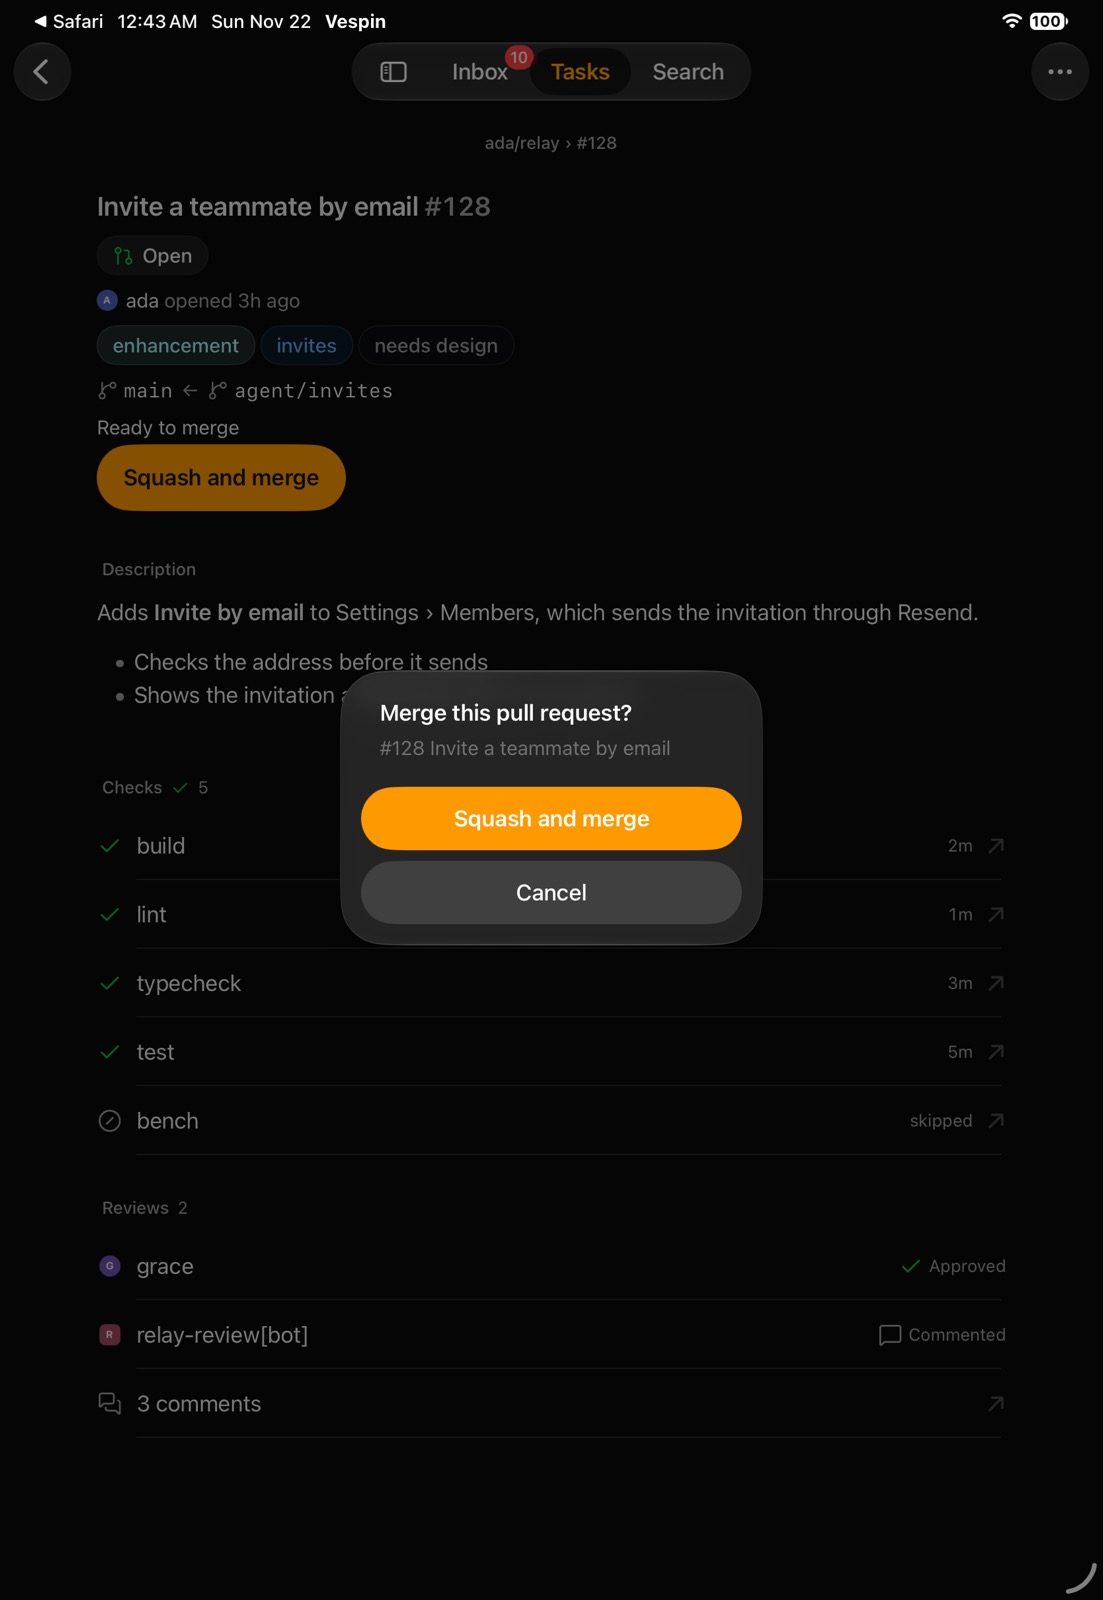 Safari 12:43 AM Sun Nov 22 Vespin 100
Inbox 10 Tasks Search
ada/relay › #128
Invite a teammate by email #128
Open
A ada opened 3h ago
enhancement invites needs design
main ← agent/invites
Ready to merge
Squash and merge
Description
Adds Invite by email to Settings › Members, which sends the invitation through Resend.
• Checks the address before it sends
• Shows the invitation
Merge this pull request?
#128 Invite a teammate by email
Squash and merge
Cancel
Checks 5
build 2m
lint 1m
typecheck 3m
test 5m
bench skipped
Reviews 2
G grace Approved
R relay-review[bot] Commented
3 comments